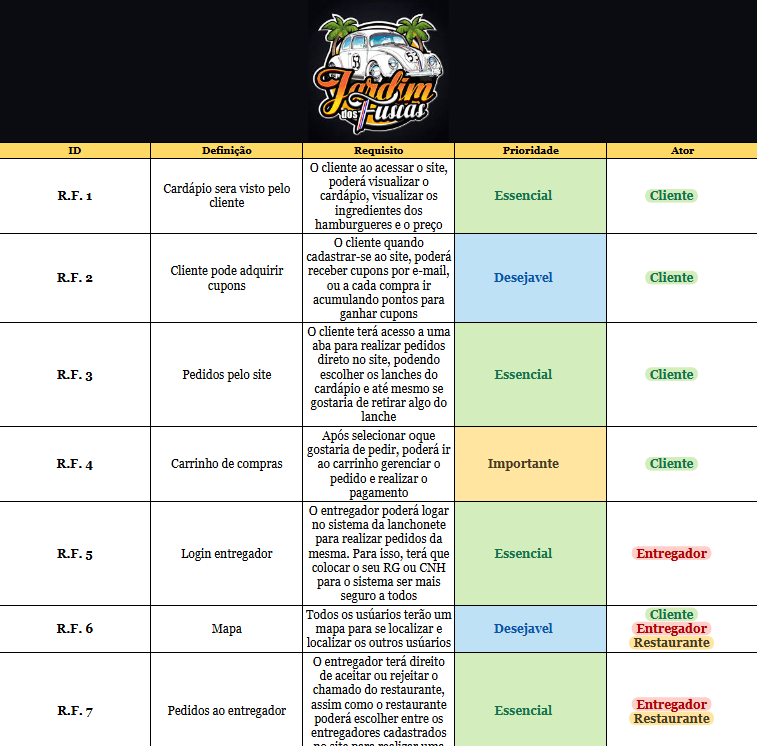 53
53
Jardim
dos Fuscas
ID Definição Requisito Prioridade Ator
R.F. 1
Cardápio sera visto pelo
cliente
O cliente ao acessar o site,
poderá visualizar o
cardápio, visualizar os
ingredientes dos
hamburgueres e o preço
Essencial
Cliente
R.F. 2
Cliente pode adquirir
cupons
O cliente quando
cadastrar-se ao site, poderá
receber cupons por e-mail,
ou a cada compra ir
acumulando pontos para
ganhar cupons
Desejavel
Cliente
R.F. 3
Pedidos pelo site
O cliente terá acesso a uma
aba para realizar pedidos
direto no site, podendo
escolher os lanches do
cardápio e até mesmo se
gostaria de retirar algo do
lanche
Essencial
Cliente
R.F. 4
Carrinho de compras
Após selecionar oque
gostaria de pedir, poderá ir
ao carrinho gerenciar o
pedido e realizar o
pagamento
Importante
Cliente
R.F. 5
Login entregador
O entregador poderá logar
no sistema da lanchonete
para realizar pedidos da
mesma. Para isso, terá que
colocar o seu RG ou CNH
para o sistema ser mais
seguro a todos
Essencial
Entregador
R.F. 6
Mapa
Todos os usúarios terão um
mapa para se localizar e
localizar os outros usúarios
Desejavel
Cliente
Entregador
Restaurante
R.F. 7
Pedidos ao entregador
O entregador terá direito
de aceitar ou rejeitar o
chamado do restaurante,
assim como o restaurante
poderá escolher entre os
entregadores cadastrados
no site para realizar uma
Essencial
Entregador
Restaurante